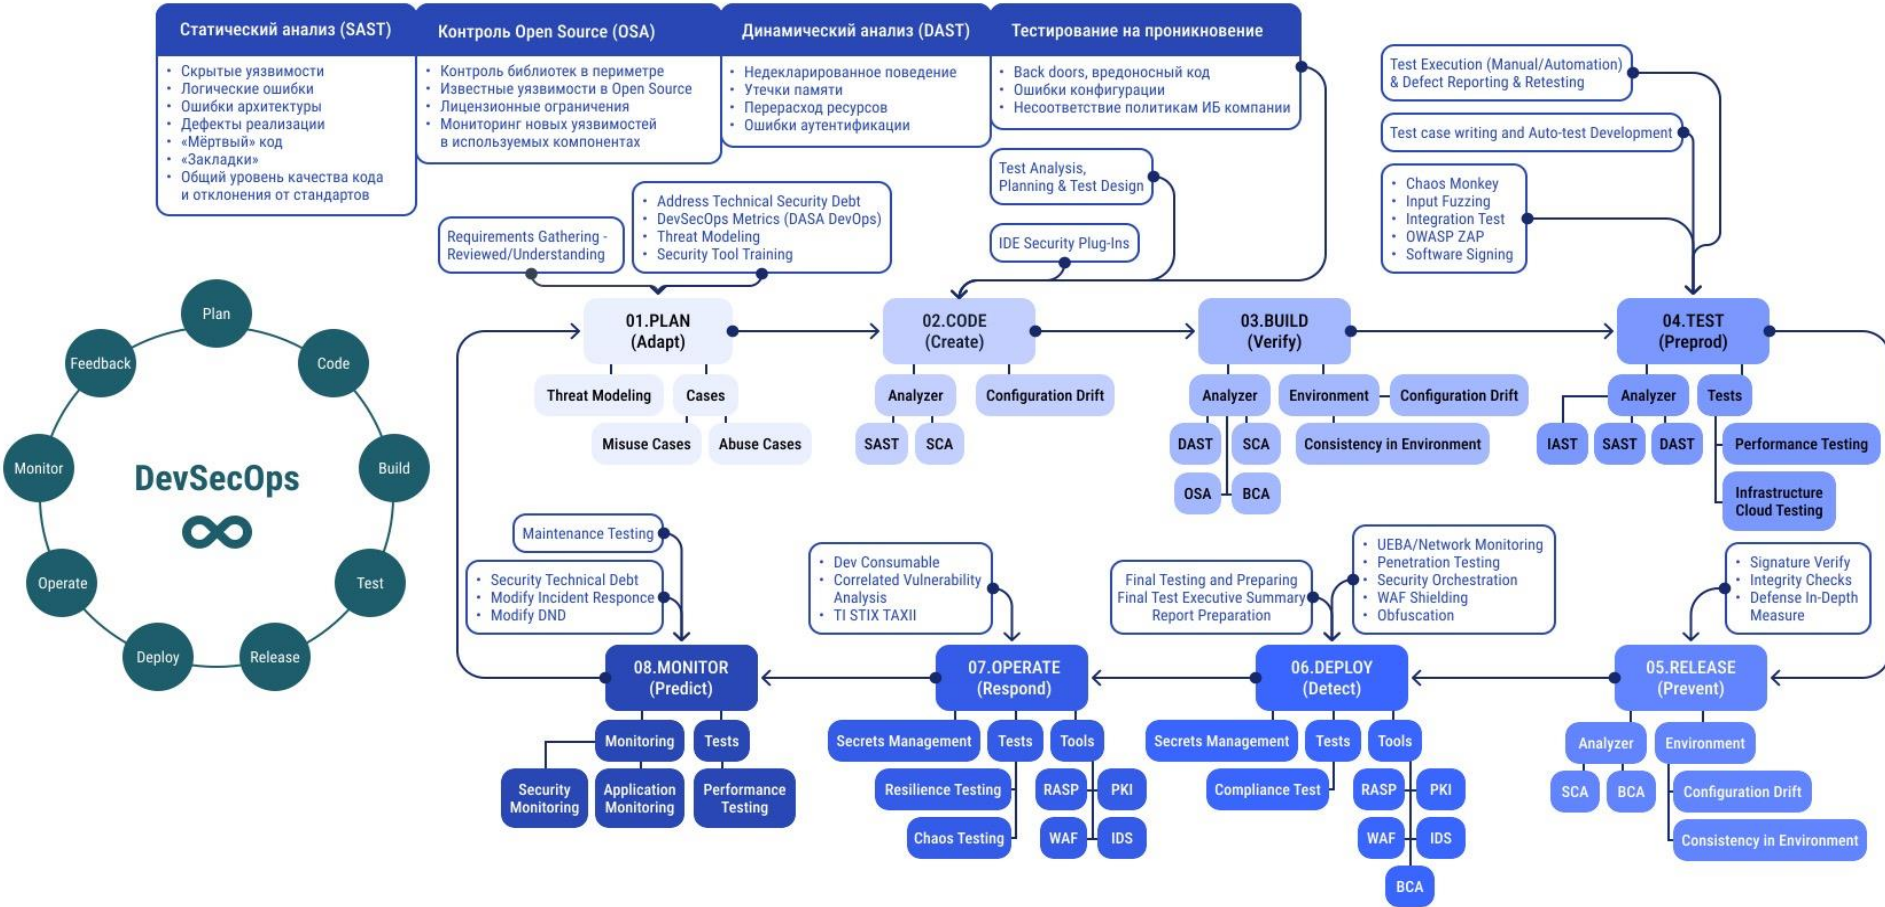 Статический анализ (SAST)
• Скрытые уязвимости
• Логические ошибки
• Ошибки архитектуры
• Дефекты реализации
• «Мёртвый» код
• «Закладки»
• Общий уровень качества кода
и отклонения от стандартов
Контроль Open Source (OSA)
• Контроль библиотек в периметре
• Известные уязвимости в Open Source
• Лицензионные ограничения
• Мониторинг новых уязвимостей
в используемых компонентах
Динамический анализ (DAST)
• Недекларированное поведение
• Утечки памяти
• Перерасход ресурсов
• Ошибки аутентификации
Тестирование на проникновение
• Back doors, вредоносный код
• Ошибки конфигурации
• Несоответствие политикам ИБ компании
Test Execution (Manual/Automation)
& Defect Reporting & Retesting
Test case writing and Auto-test Development
• Chaos Monkey
• Input Fuzzing
• Integration Test
• OWASP ZAP
• Software Signing
Test Analysis,
Planning & Test Design
IDE Security Plug-Ins
Requirements Gathering -
Reviewed/Understanding
• Address Technical Security Debt
• DevSecOps Metrics (DASA DevOps)
• Threat Modeling
• Security Tool Training
Plan
Code
Build
Test
Release
Deploy
Operate
Monitor
Feedback
DevSecOps
01.PLAN
(Adapt)
Threat Modeling
Cases
Misuse Cases
Abuse Cases
02.CODE
(Create)
Analyzer
Configuration Drift
SAST
SCA
03.BUILD
(Verify)
Analyzer
Environment
Configuration Drift
DAST
SCA
Consistency in Environment
OSA
BCA
04.TEST
(Preprod)
Analyzer
Tests
IAST
SAST
DAST
Performance Testing
Infrastructure
Cloud Testing
Maintenance Testing
• Security Technical Debt
• Modify Incident Responce
• Modify DND
• Dev Consumable
• Correlated Vulnerability
Analysis
• TI STIX TAXII
Final Testing and Preparing
Final Test Executive Summary
Report Preparation
• UEBA/Network Monitoring
• Penetration Testing
• Security Orchestration
• WAF Shielding
• Obfuscation
• Signature Verify
• Integrity Checks
• Defense In-Depth
Measure
08.MONITOR
(Predict)
Monitoring
Tests
Security
Monitoring
Application
Monitoring
Performance
Testing
07.OPERATE
(Respond)
Secrets Management
Tests
Tools
Resilience Testing
RASP
PKI
Chaos Testing
WAF
IDS
06.DEPLOY
(Detect)
Secrets Management
Tests
Tools
Compliance Test
RASP
PKI
WAF
IDS
BCA
05.RELEASE
(Prevent)
Analyzer
Environment
SCA
BCA
Configuration Drift
Consistency in Environment